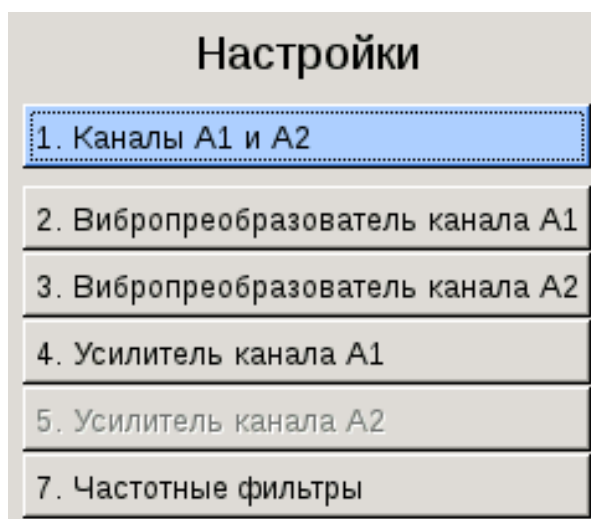 Настройки
1. Каналы А1 и А2
2. Вибропреобразователь канала А1
3. Вибропреобразователь канала А2
4. Усилитель канала А1
5. Усилитель канала А2
7. Частотные фильтры